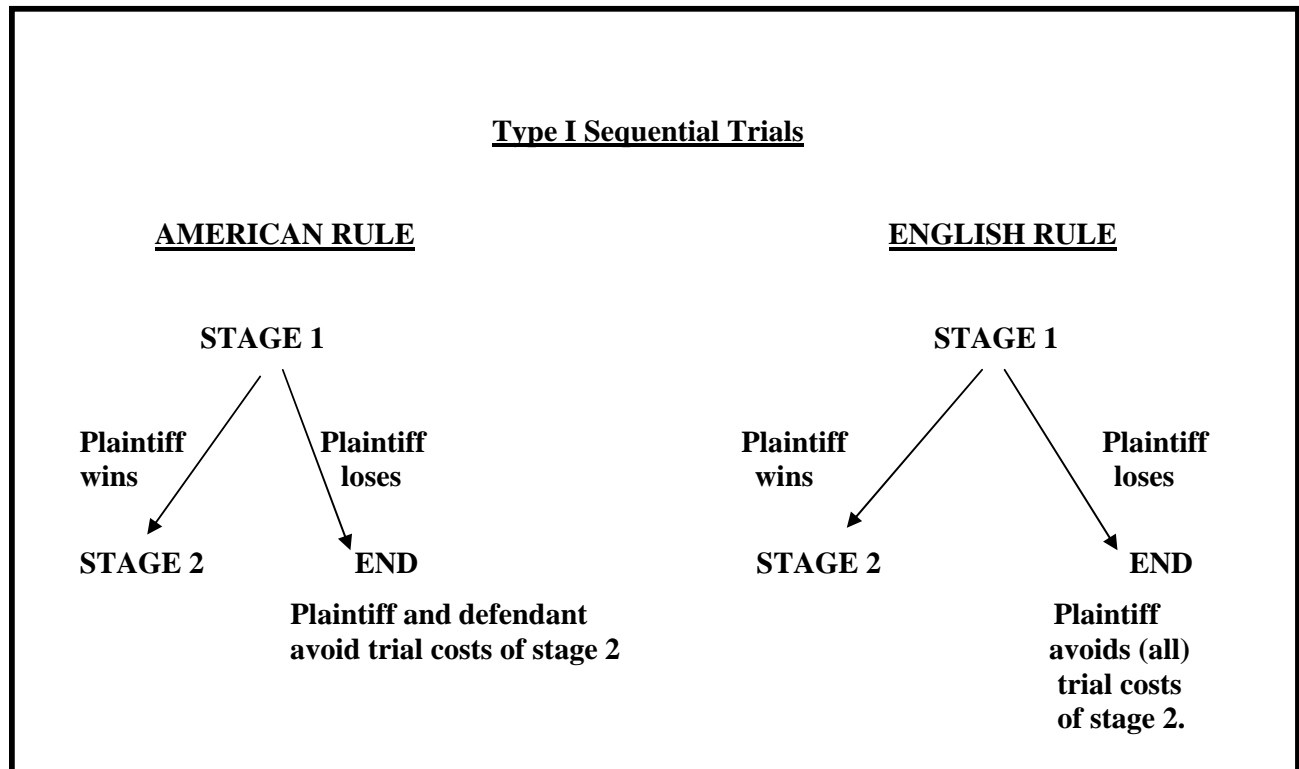 Type I Sequential Trials
AMERICAN RULE
ENGLISH RULE
STAGE 1
STAGE 1
Plaintiff
wins
Plaintiff
loses
Plaintiff
wins
Plaintiff
loses
STAGE 2
END
STAGE 2
END
Plaintiff and defendant
avoid trial costs of stage 2
Plaintiff
avoids (all)
trial costs
of stage 2.